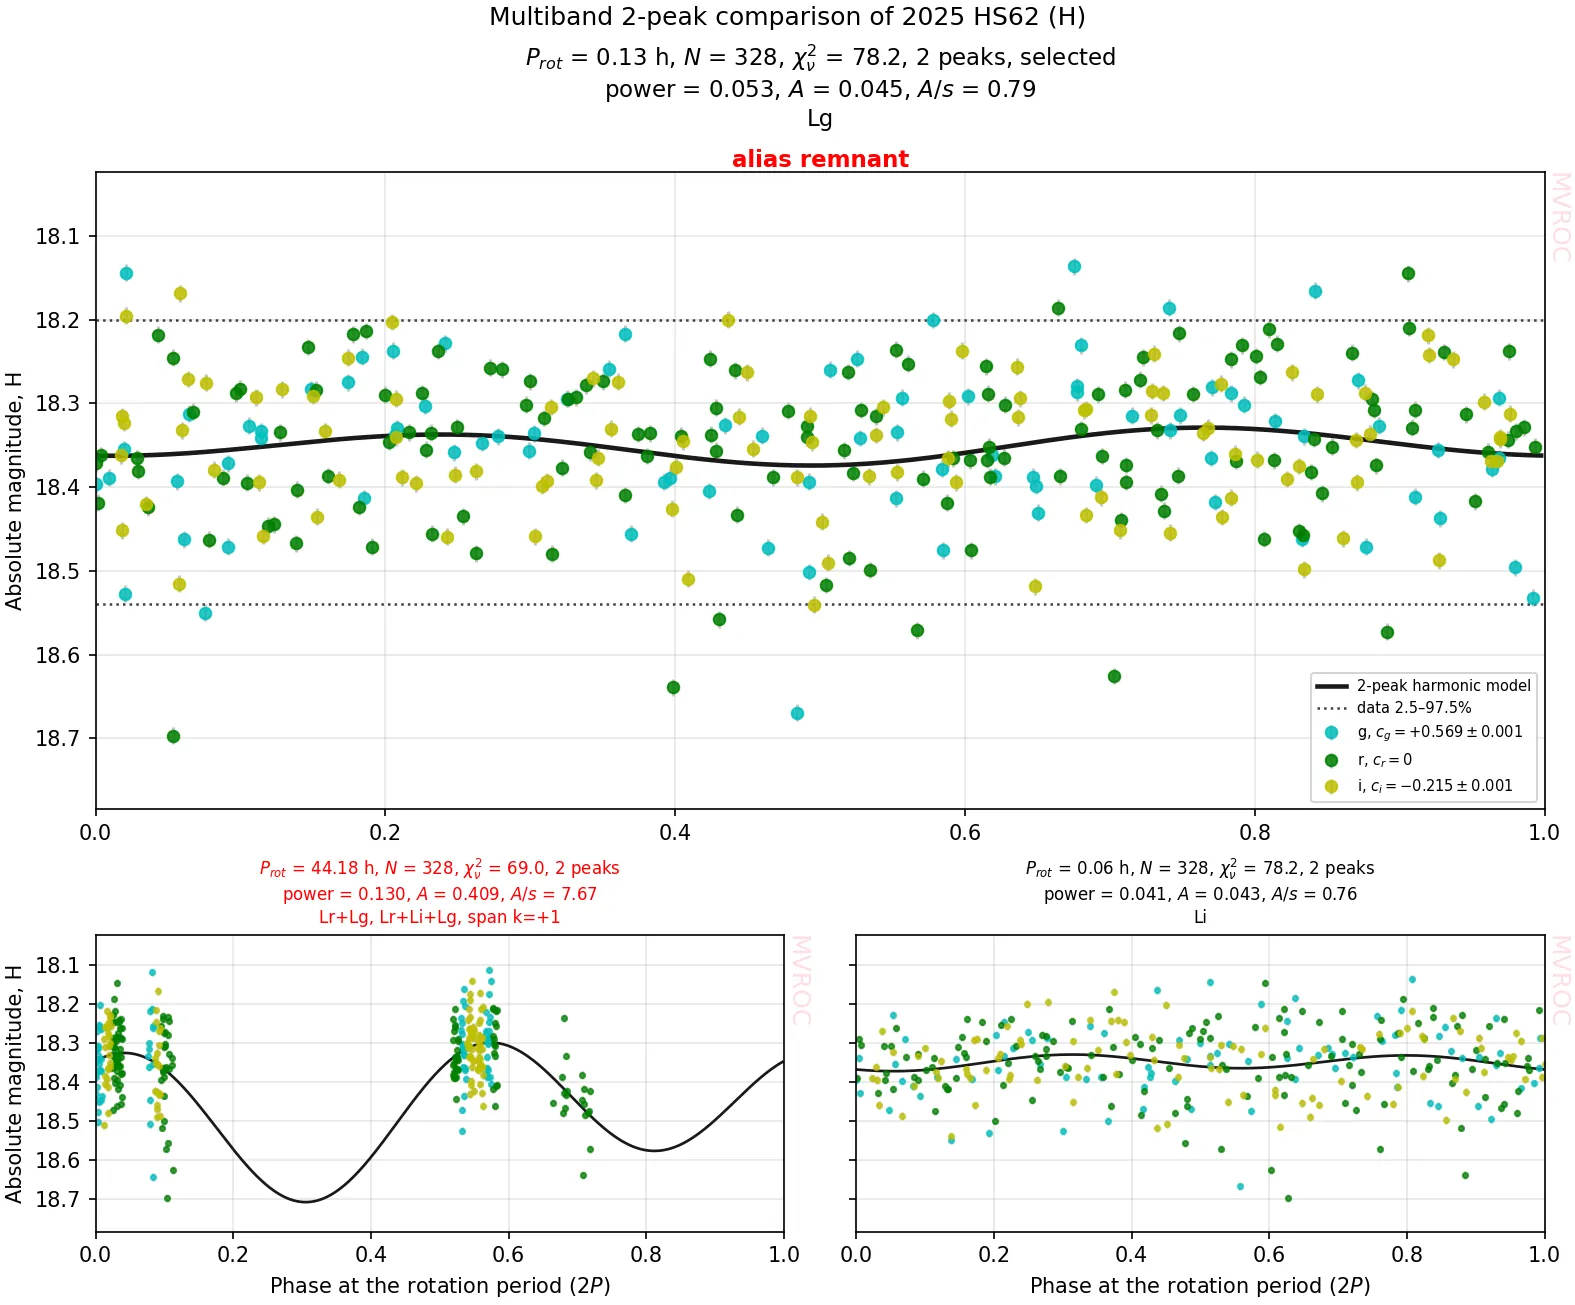 Multiband 2-peak comparison of 2025 HS62 (H)
P_rot = 0.13 h, N = 328, χ²_ν = 78.2, 2 peaks, selected
power = 0.053, A = 0.045, A/s = 0.79
Lg
alias remnant
MVROC
Absolute magnitude, H
18.1
18.2
18.3
18.4
18.5
18.6
18.7
2-peak harmonic model
data 2.5–97.5%
g, c_g = +0.569 ± 0.001
r, c_r = 0
i, c_i = −0.215 ± 0.001
0.0 0.2 0.4 0.6 0.8 1.0
P_rot = 44.18 h, N = 328, χ²_ν = 69.0, 2 peaks
power = 0.130, A = 0.409, A/s = 7.67
Lr+Lg, Lr+Li+Lg, span k=+1
MVROC
Absolute magnitude, H
18.1
18.2
18.3
18.4
18.5
18.6
18.7
0.0 0.2 0.4 0.6 0.8 1.0
Phase at the rotation period (2P)
P_rot = 0.06 h, N = 328, χ²_ν = 78.2, 2 peaks
power = 0.041, A = 0.043, A/s = 0.76
Li
MVROC
0.0 0.2 0.4 0.6 0.8 1.0
Phase at the rotation period (2P)